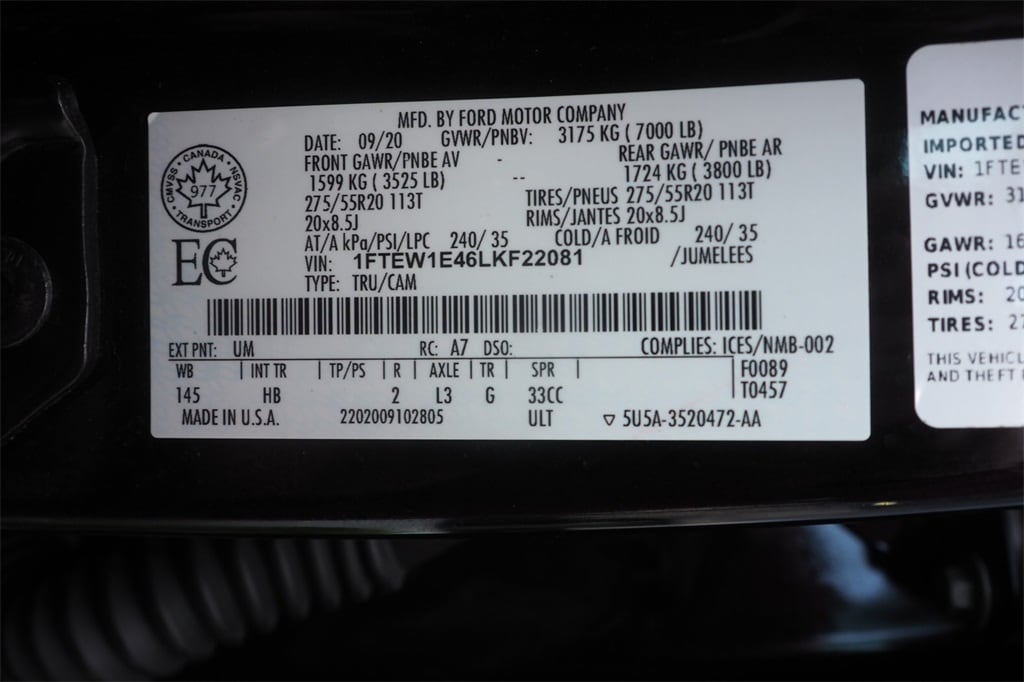 MFD. BY FORD MOTOR COMPANY
DATE: 09/20 GVWR/PNBV: 3175 KG ( 7000 LB)
FRONT GAWR/PNBE AV - REAR GAWR/ PNBE AR
1599 KG ( 3525 LB) -- 1724 KG ( 3800 LB)
275/55R20 113T TIRES/PNEUS 275/55R20 113T
20x8.5J RIMS/JANTES 20x8.5J
AT/A kPa/PSI/LPC 240/ 35 COLD/A FROID 240/ 35
VIN: 1FTEW1E46LKF22081 /JUMELEES
TYPE: TRU/CAM
CANADA
CMVSS NSVAC
977
TRANSPORT
EC
EXT PNT: UM RC: A7 DSO: COMPLIES: ICES/NMB-002
WB | INT TR | TP/PS | R | AXLE | TR | SPR | F0089
145 HB 2 L3 G 33CC T0457
MADE IN U.S.A. 2202009102805 ULT ▽ 5U5A-3520472-AA
MANUFAC
IMPORTED
VIN: 1FTE
GVWR: 31
GAWR: 16
PSI (COLD
RIMS: 20
TIRES: 27
THIS VEHICL
AND THEFT